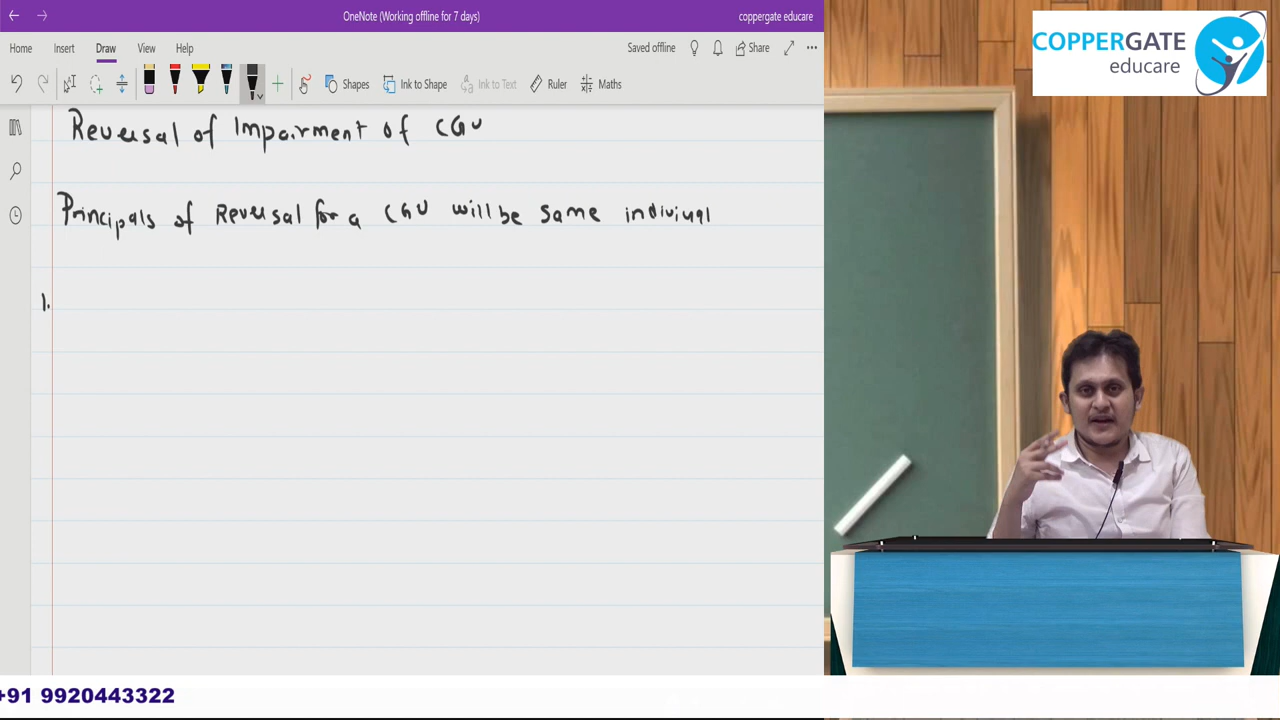 OneNote (Working offline for 7 days)
coppergate educare
Home Insert Draw View Help
Saved offline
Share
Shapes
Ink to Shape
Ink to Text
Ruler
Maths
COPPERGATE
educare
Reversal of Impairment of CGU
Principals of Reversal for a CGU will be same indiviual
1.
+91 9920443322